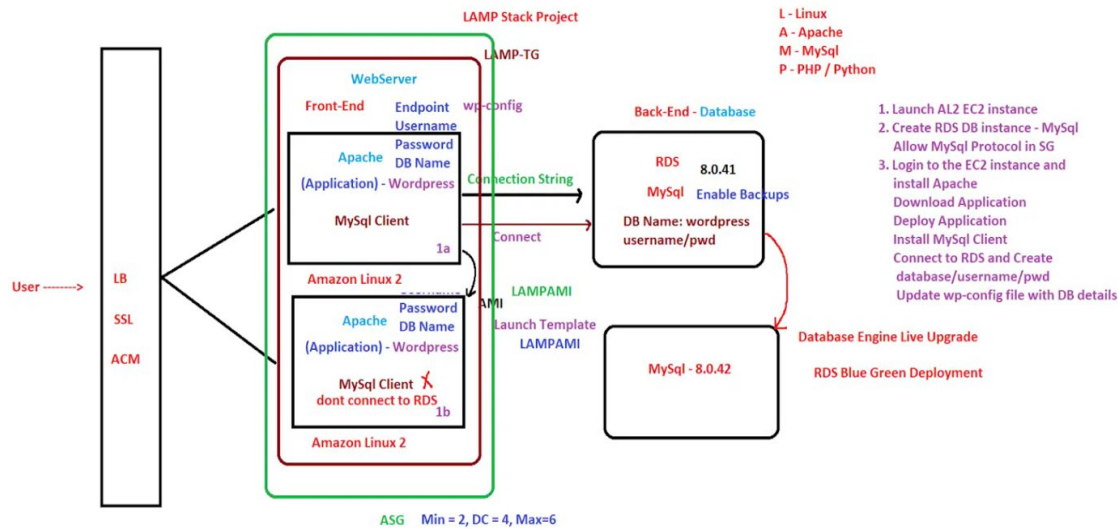 LAMP Stack Project
L - Linux
A - Apache
M - MySql
P - PHP / Python
LAMP-TG
WebServer
Front-End
Endpoint
wp-config
Username
Password
DB Name
Apache
(Application) - Wordpress
MySql Client
1a
Amazon Linux 2
Connection String
Connect
Back-End - Database
RDS
8.0.41
MySql
Enable Backups
DB Name: wordpress
username/pwd
1. Launch AL2 EC2 instance
2. Create RDS DB instance - MySql
Allow MySql Protocol in SG
3. Login to the EC2 instance and
install Apache
Download Application
Deploy Application
Install MySql Client
Connect to RDS and Create
database/username/pwd
Update wp-config file with DB details
User ------->
LB
SSL
ACM
AMI
LAMPAMI
Launch Template
LAMPAMI
Password
DB Name
Apache
(Application) - Wordpress
MySql Client X
dont connect to RDS
1b
Amazon Linux 2
MySql - 8.0.42
Database Engine Live Upgrade
RDS Blue Green Deployment
ASG Min = 2, DC = 4, Max=6